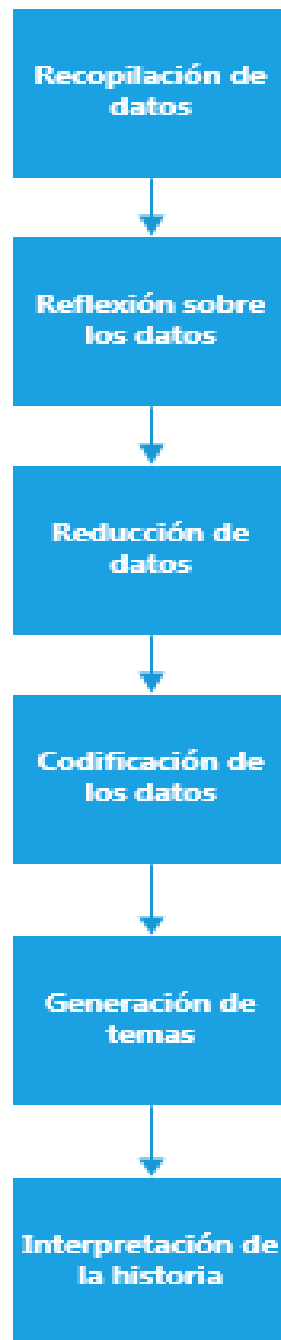 Recopilación de
datos
Reflexión sobre
los datos
Reducción de
datos
Codificación de
los datos
Generación de
temas
Interpretación de
la historia